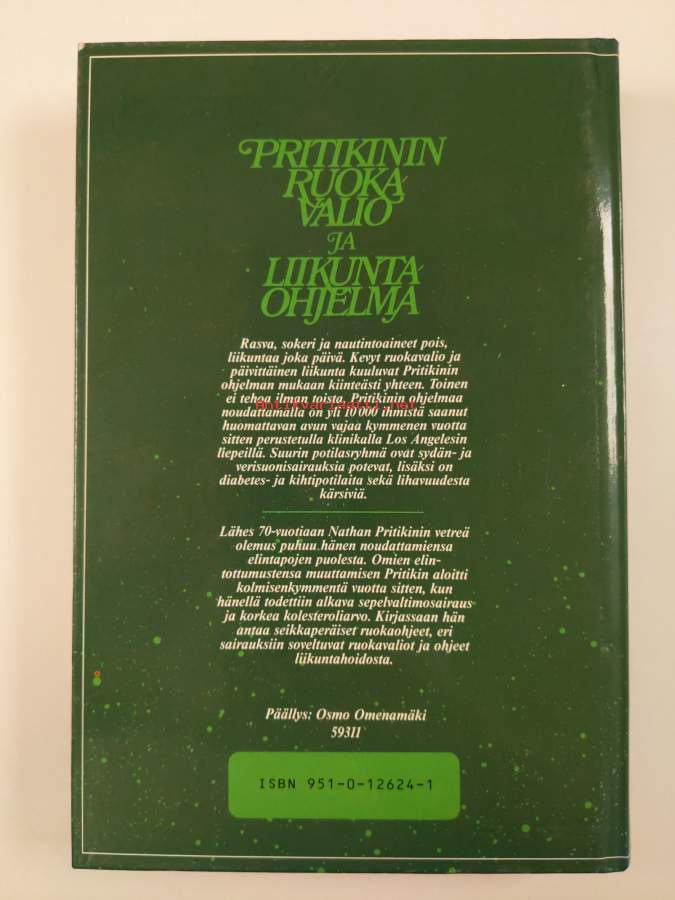 PRITIKININ
RUOKA
VALIO
JA
LIIKUNTA
OHJELMA
Rasva, sokeri ja nautintoaineet pois,
liikuntaa joka päivä. Kevyt ruokavalio ja
päivittäinen liikunta kuuluvat Pritikinin
ohjelman mukaan kiinteästi yhteen. Toinen
ei tehoa ilman toista. Pritikinin ohjelmaa
antikvariaatti.net
noudattamalla on yli 10 000 ihmistä saanut
huomattavan avun vajaa kymmenen vuotta
sitten perustetulla klinikalla Los Angelesin
liepeillä. Suurin potilasryhmä ovat sydän- ja
verisuonisairauksia potevat, lisäksi on
diabetes- ja kihtipotilaita sekä lihavuudesta
kärsiviä.
Lähes 70-vuotiaan Nathan Pritikinin vetreä
olemus puhuu hänen noudattamiensa
elintapojen puolesta. Omien elin-
tottumustensa muuttamisen Pritikin aloitti
kolmisenkymmentä vuotta sitten, kun
hänellä todettiin alkava sepelvaltimosairaus
ja korkea kolesteroliarvo. Kirjassaan hän
antaa seikkaperäiset ruokaohjeet, eri
sairauksiin soveltuvat ruokavaliot ja ohjeet
liikuntahoidosta.
Päällys: Osmo Omenamäki
59311
ISBN 951-0-12624-1